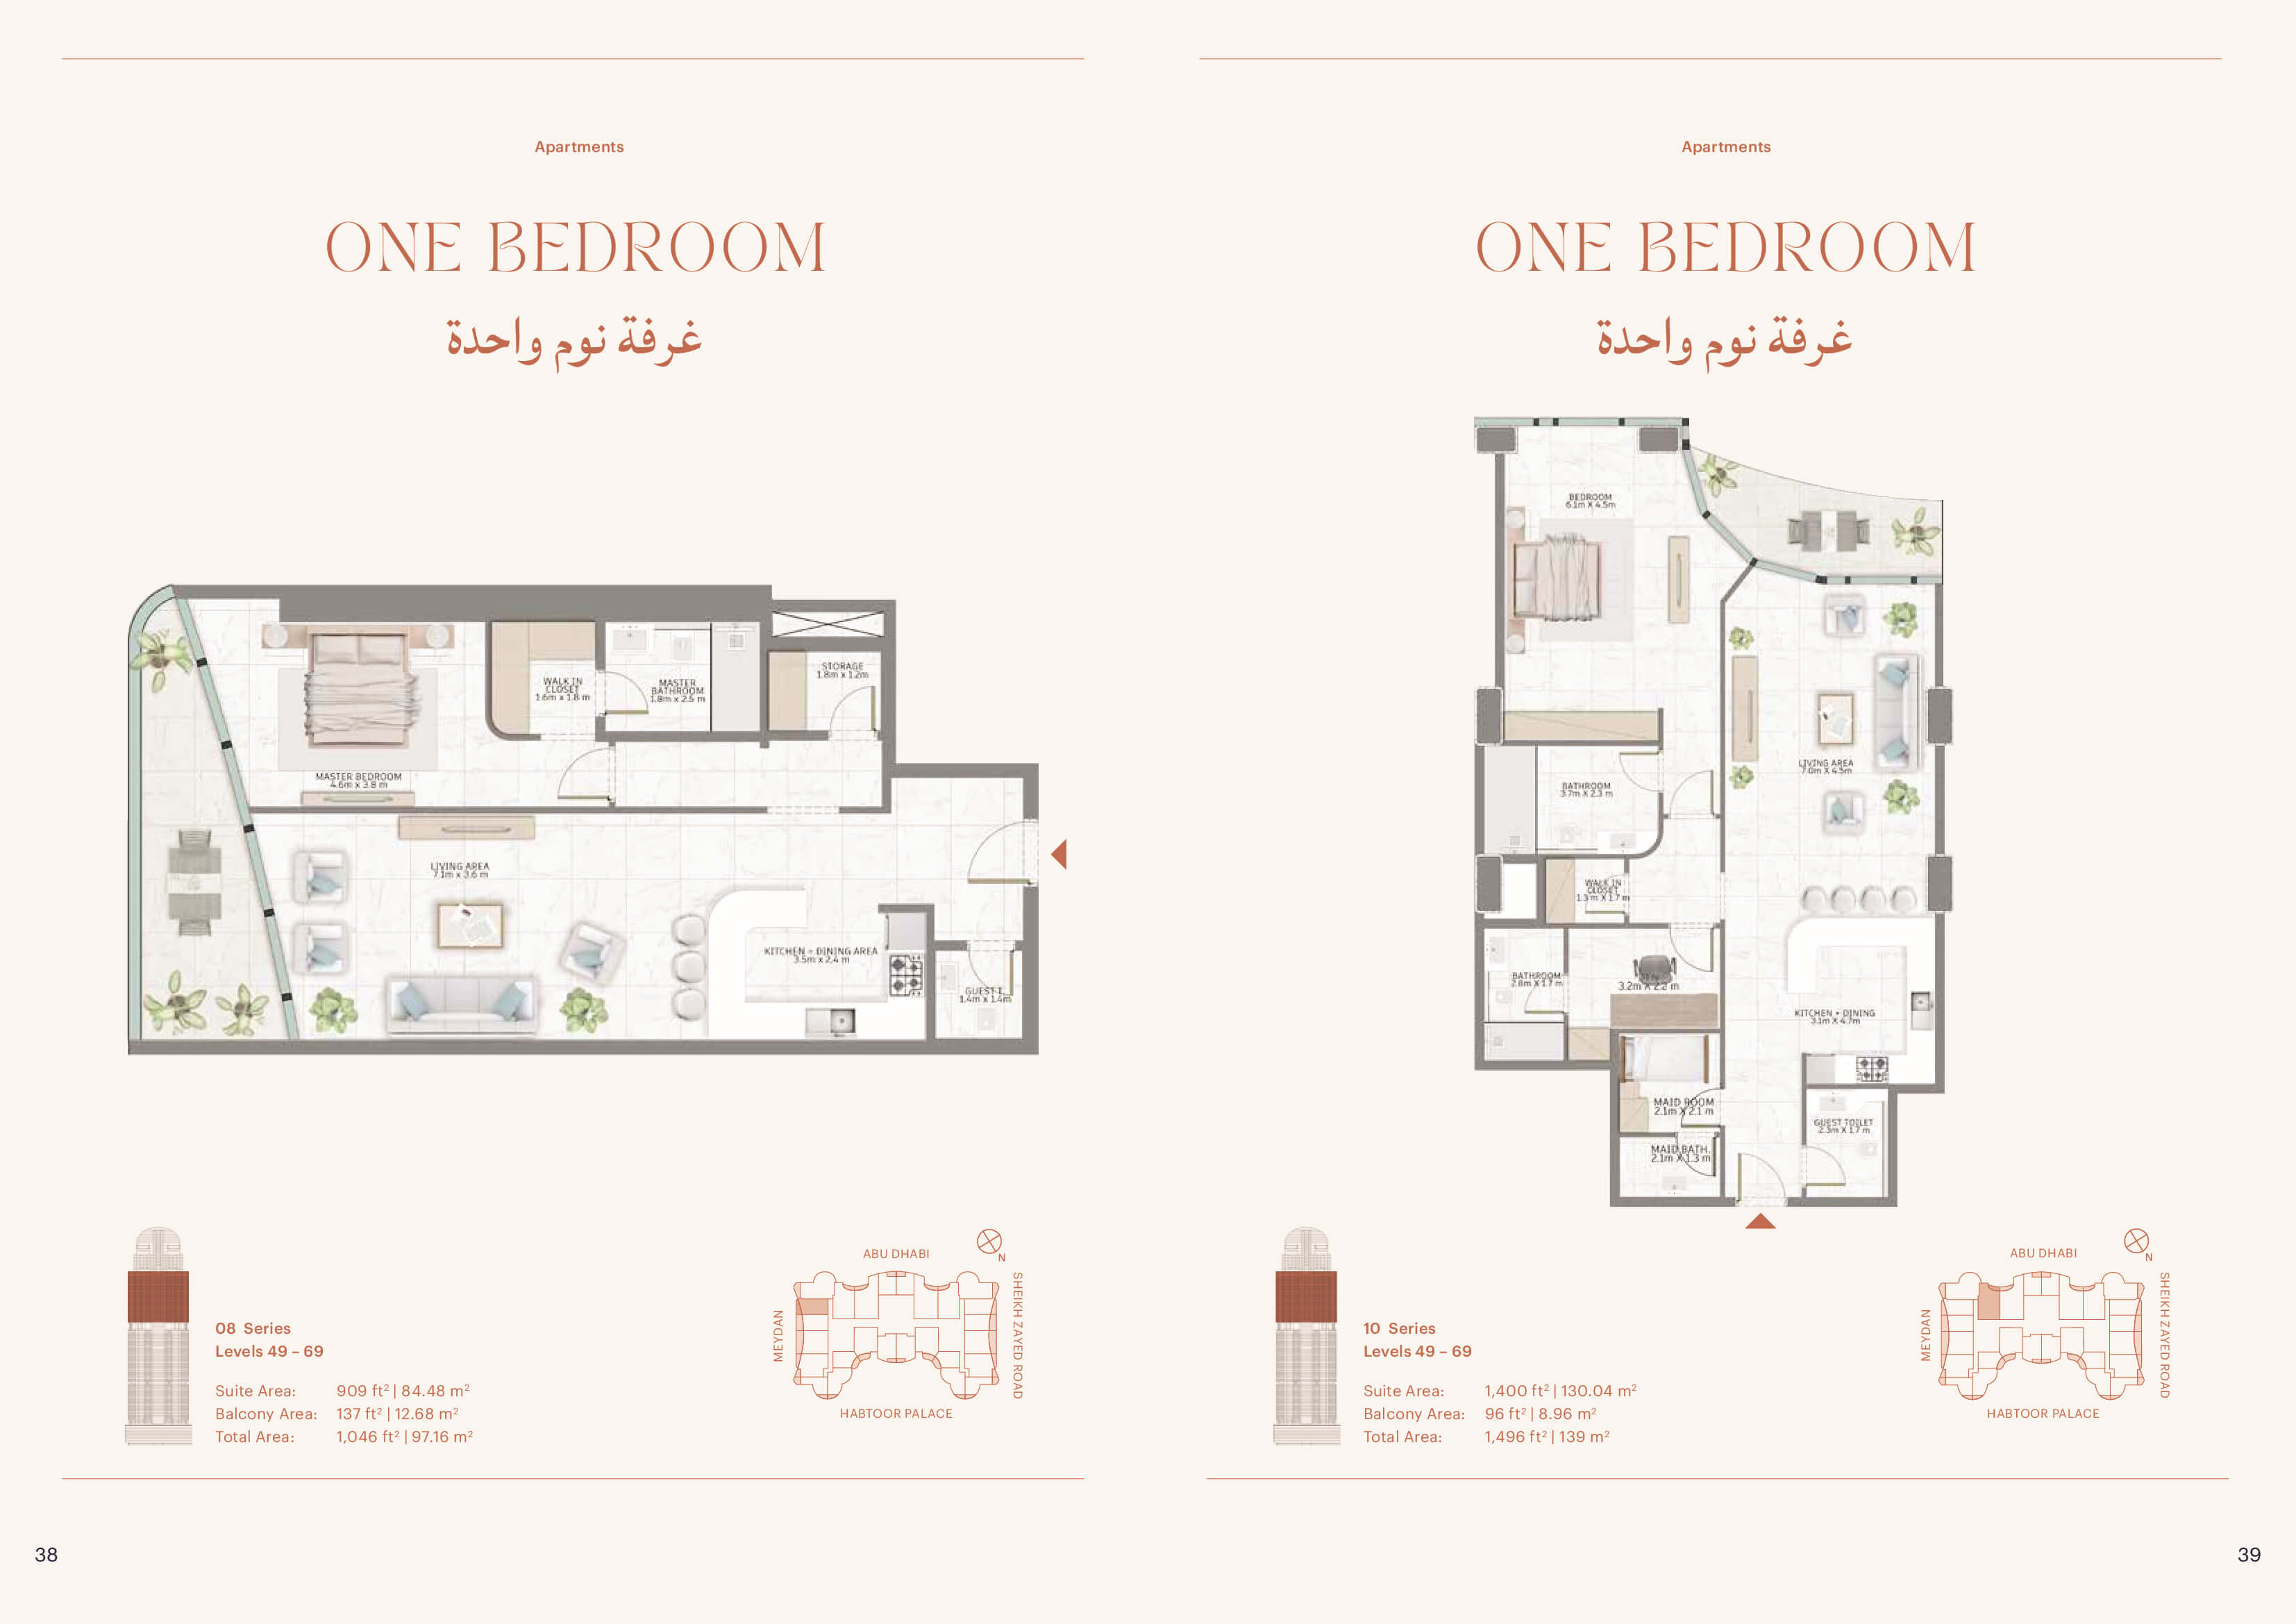 Apartments
ONE BEDROOM
غرفة نوم واحدة
STORAGE
1.8m x 1.2m
WALK IN
CLOSET
1.6m x 1.8 m
MASTER
BATHROOM
1.8m x 2.5 m
MASTER BEDROOM
4.6m x 3.8 m
LIVING AREA
7.1m x 3.6 m
KITCHEN + DINING AREA
3.5m x 2.4 m
GUEST T.
1.4m x 1.4m
08 Series
Levels 49 – 69
Suite Area: 909 ft² | 84.48 m²
Balcony Area: 137 ft² | 12.68 m²
Total Area: 1,046 ft² | 97.16 m²
ABU DHABI
N
MEYDAN
SHEIKH ZAYED ROAD
HABTOOR PALACE
38
Apartments
ONE BEDROOM
غرفة نوم واحدة
BEDROOM
6.1m X 4.5m
LIVING AREA
7.0m X 4.5m
BATHROOM
3.7m X 2.3 m
WALK IN
CLOSET
1.3 m X 1.7 m
BATHROOM
2.8m X 1.7 m
3.2m X 2.2 m
KITCHEN + DINING
3.1m X 4.7m
MAID ROOM
2.1m X 2.1 m
GUEST TOILET
2.3m X 1.7 m
MAID BATH.
2.1m X 1.3 m
10 Series
Levels 49 – 69
Suite Area: 1,400 ft² | 130.04 m²
Balcony Area: 96 ft² | 8.96 m²
Total Area: 1,496 ft² | 139 m²
ABU DHABI
N
MEYDAN
SHEIKH ZAYED ROAD
HABTOOR PALACE
39